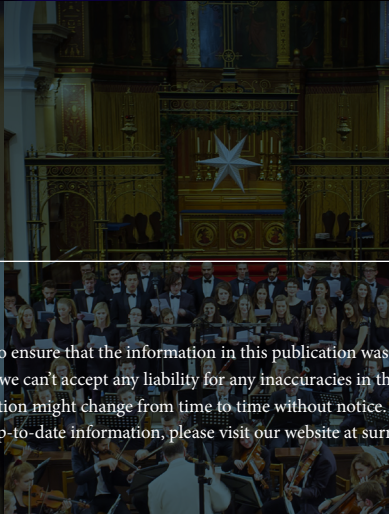 o ensure that the information in this publication was
we can't accept any liability for any inaccuracies in th
tion might change from time to time without notice.
p-to-date information, please visit our website at surr